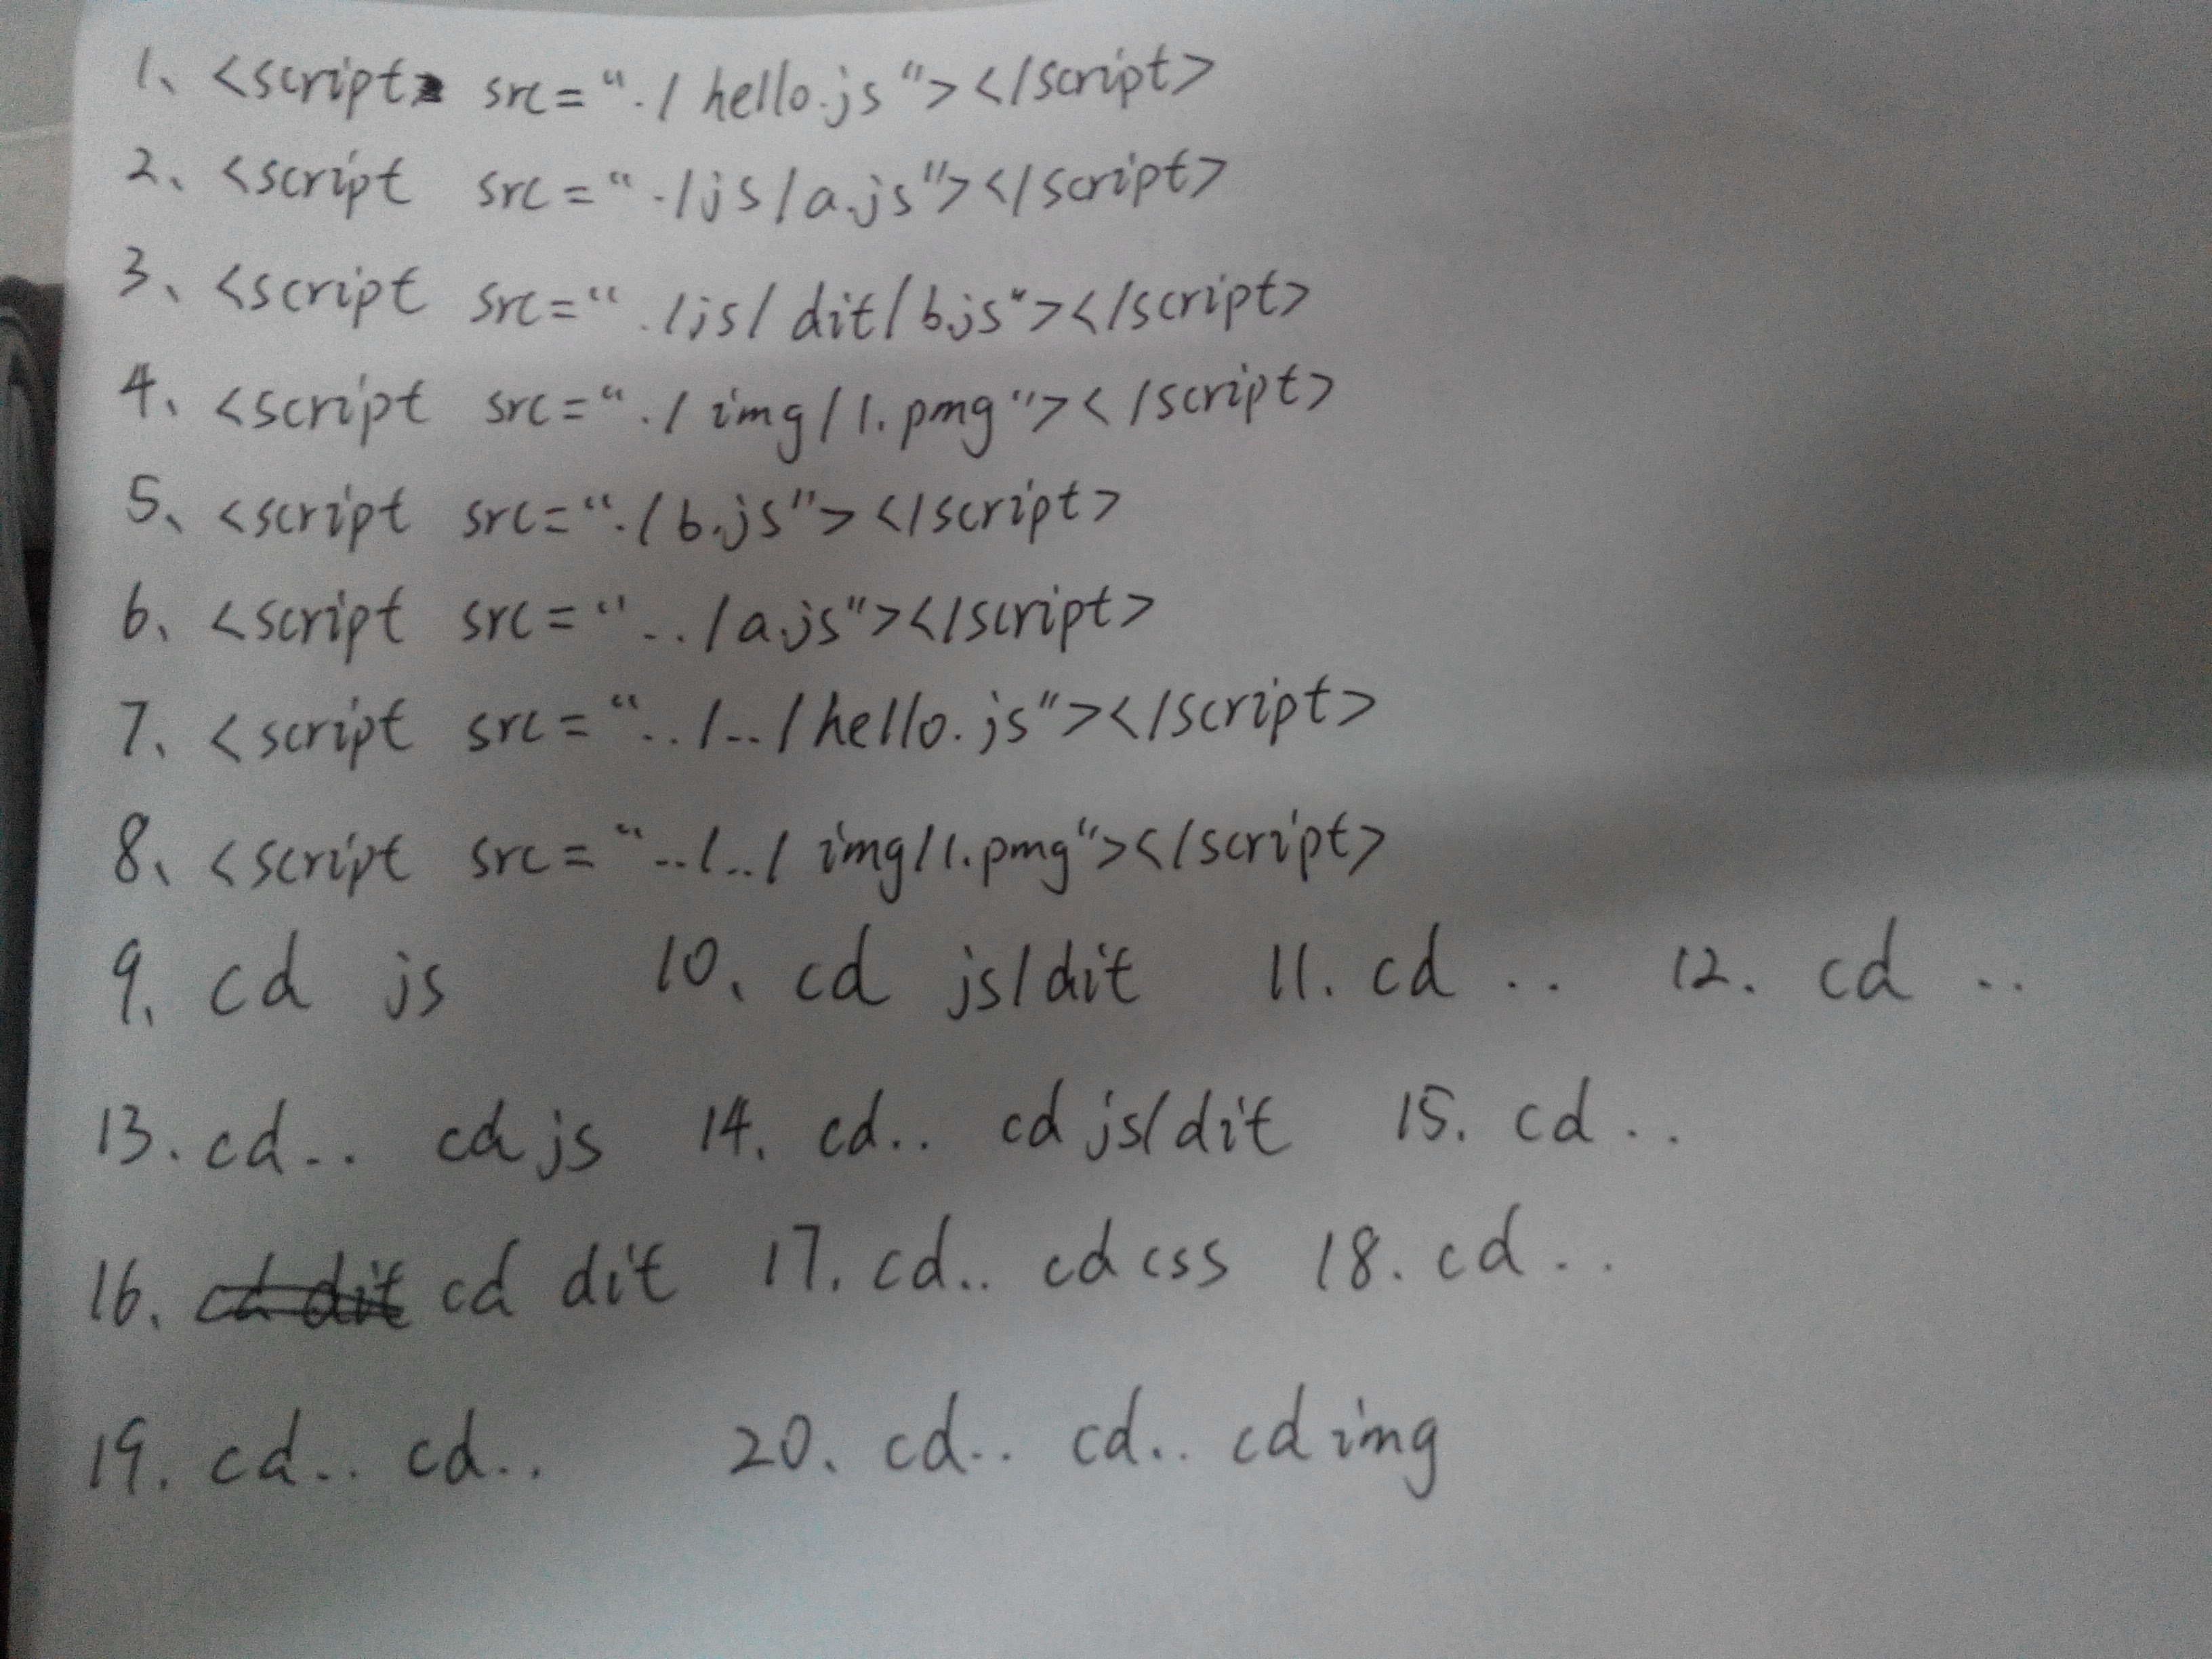 1、<script src=“./hello.js”></script>
2、<script src=“./js/a.js”></script>
3、<script src=“./js/dit/b.js”></script>
4、<script src=“./img/1.pmg”></script>
5、<script src=“./b.js”></script>
6、<script src=“../a.js”></script>
7、<script src=“../../hello.js”></script>
8、<script src=“../../img/1.pmg”></script>
9、cd js 10、cd js/dit 11. cd .. 12. cd ..
13. cd.. cd js 14. cd.. cd js/dit 15. cd..
16. cd dit cd dit 17. cd.. cd css 18. cd..
19. cd.. cd.. 20. cd.. cd.. cd img